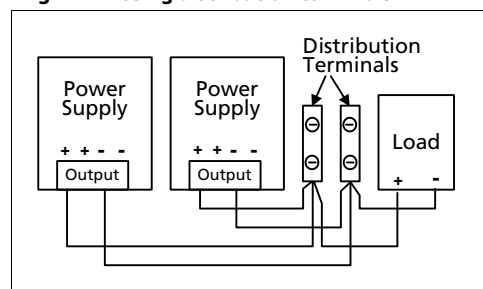 Distribution
Terminals
Power
Supply
+ + - -
Output
Power
Supply
+ + - -
Output
Load
+ -